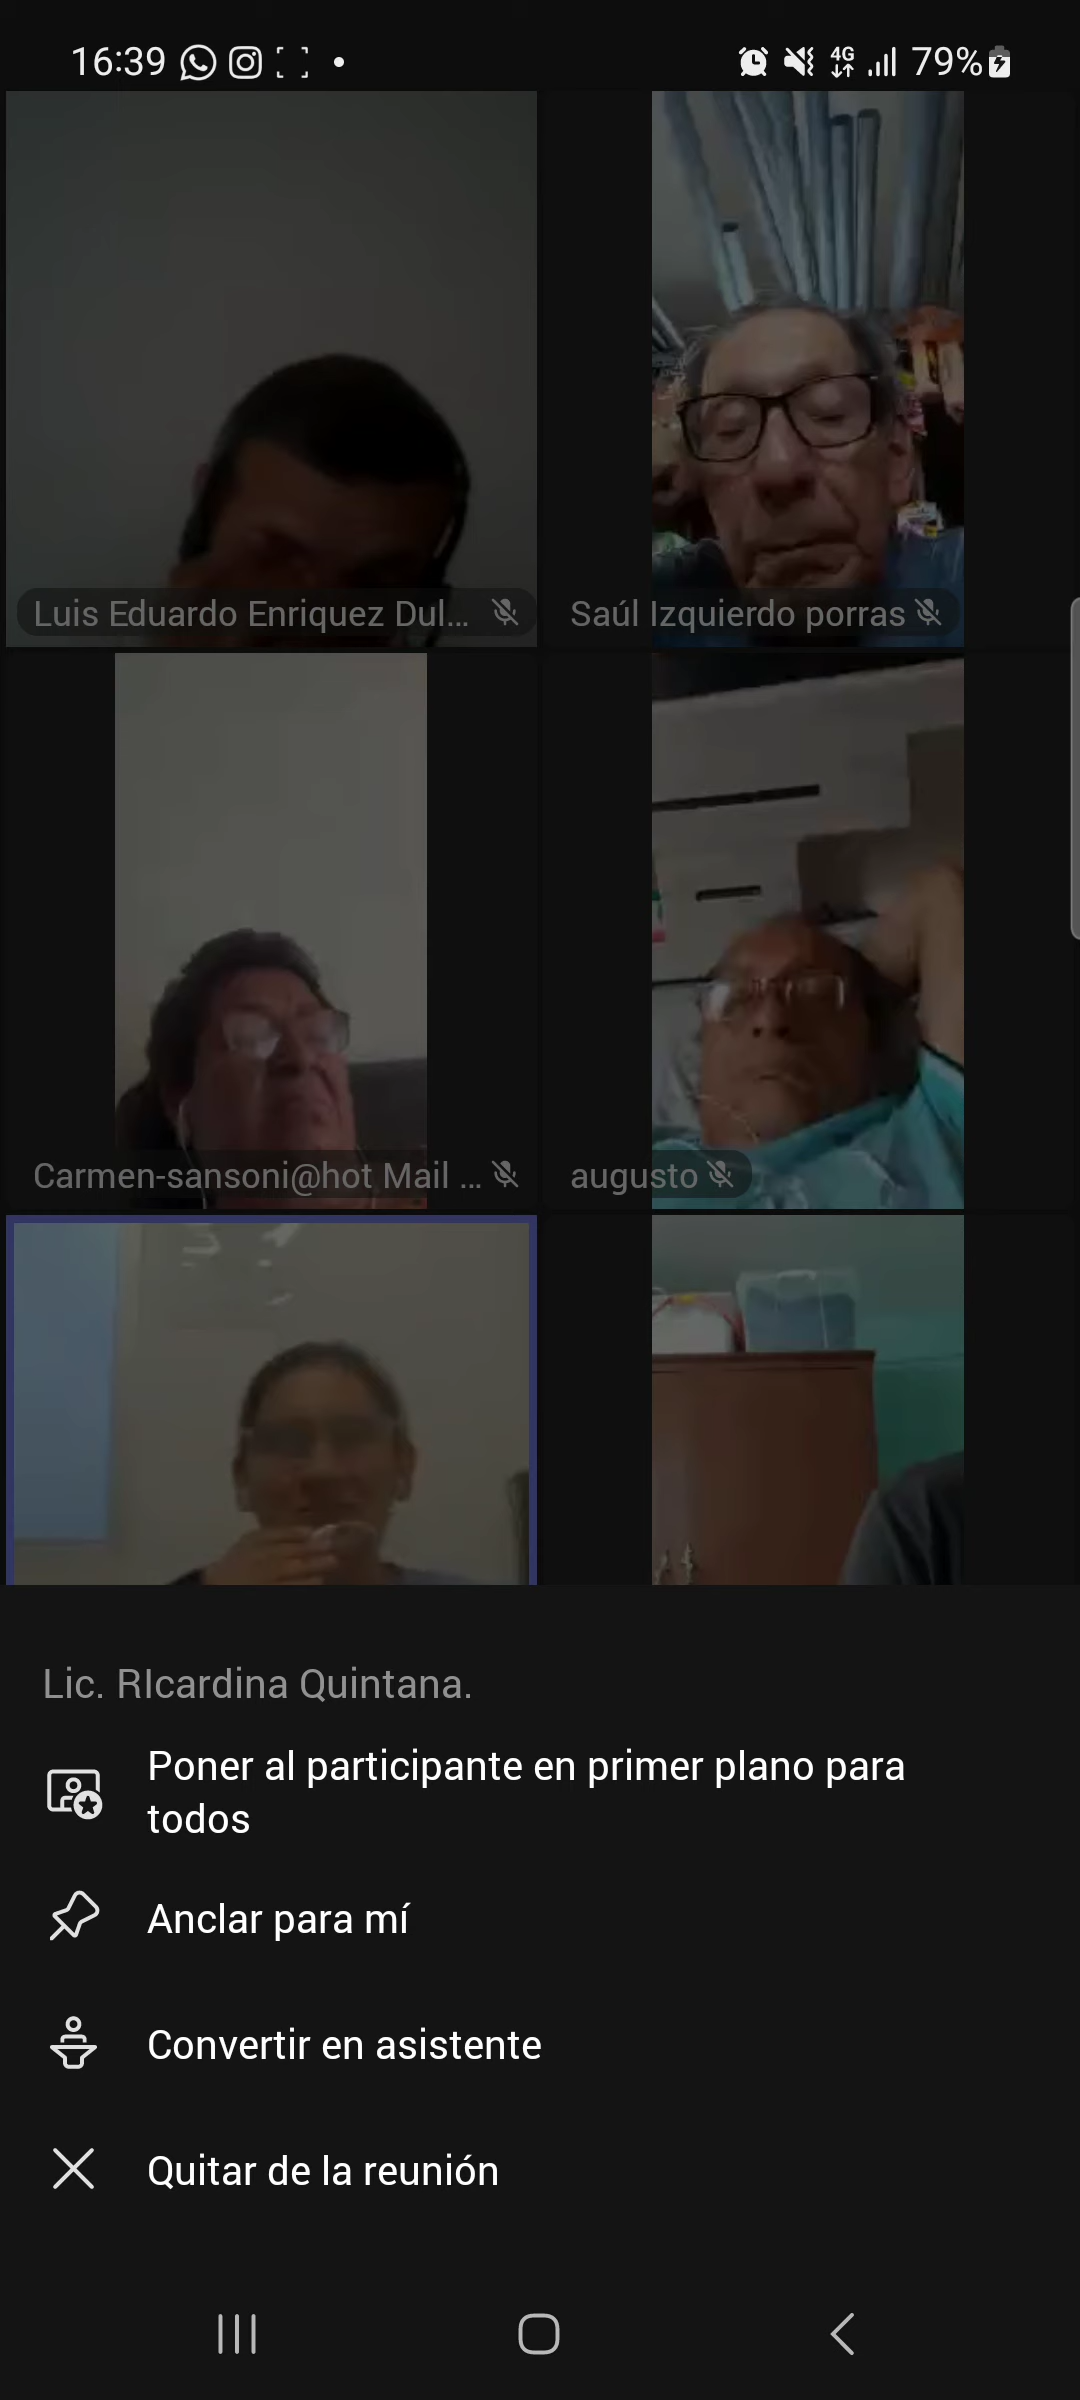 16:39
4G
79%
Luis Eduardo Enriquez Dul...
Saúl Izquierdo porras
Carmen-sansoni@hot Mail ...
augusto
Lic. RIcardina Quintana.
Poner al participante en primer plano para
todos
Anclar para mí
Convertir en asistente
Quitar de la reunión